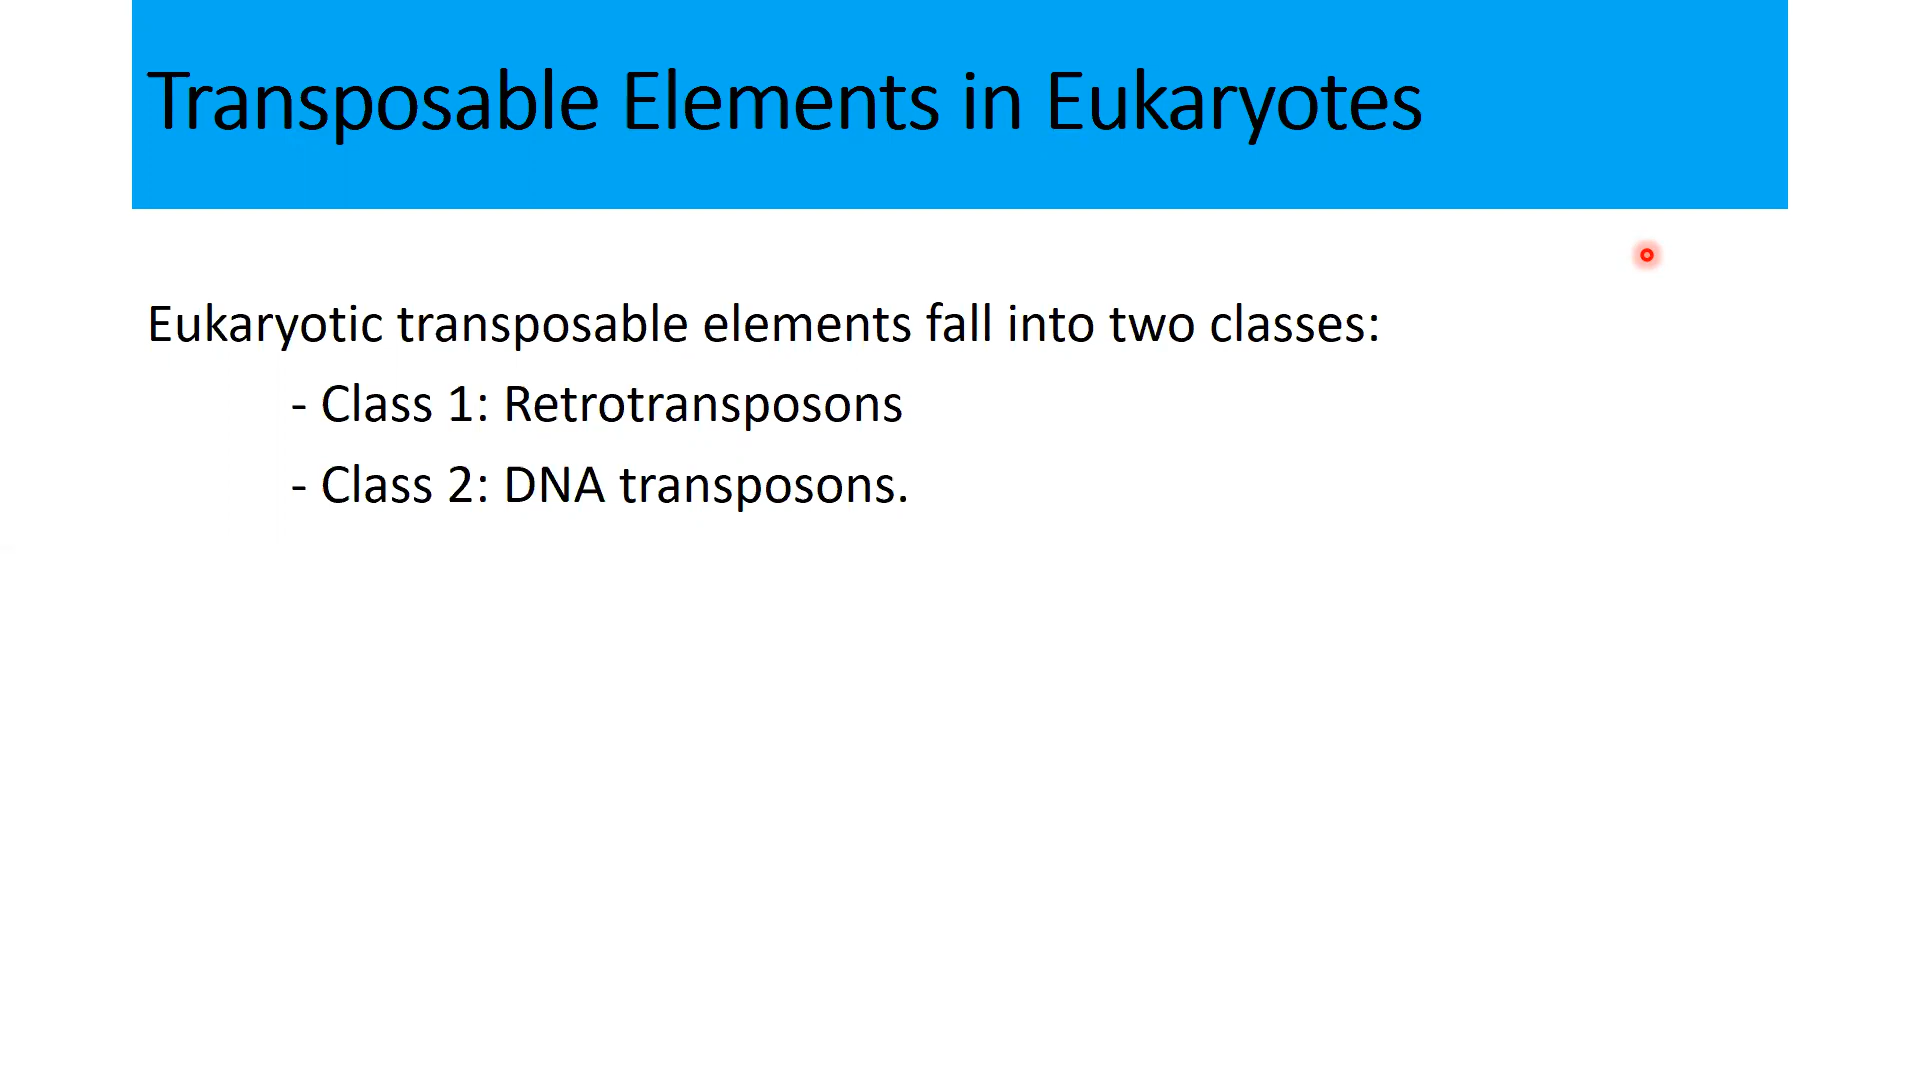 Transposable Elements in Eukaryotes
Eukaryotic transposable elements fall into two classes:
- Class 1: Retrotransposons
- Class 2: DNA transposons.